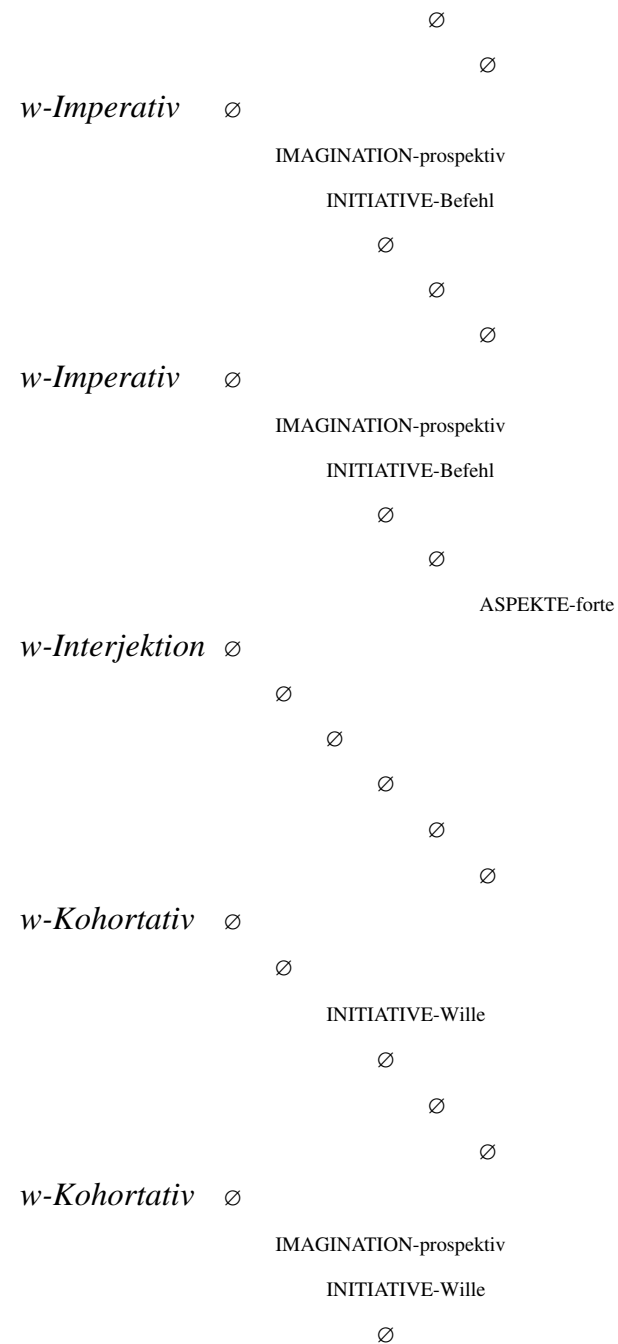 ∅
∅
w-Imperativ ∅
IMAGINATION-prospektiv
INITIATIVE-Befehl
∅
∅
∅
w-Imperativ ∅
IMAGINATION-prospektiv
INITIATIVE-Befehl
∅
∅
ASPEKTE-forte
w-Interjektion ∅
∅
∅
∅
∅
∅
w-Kohortativ ∅
∅
INITIATIVE-Wille
∅
∅
∅
w-Kohortativ ∅
IMAGINATION-prospektiv
INITIATIVE-Wille
∅